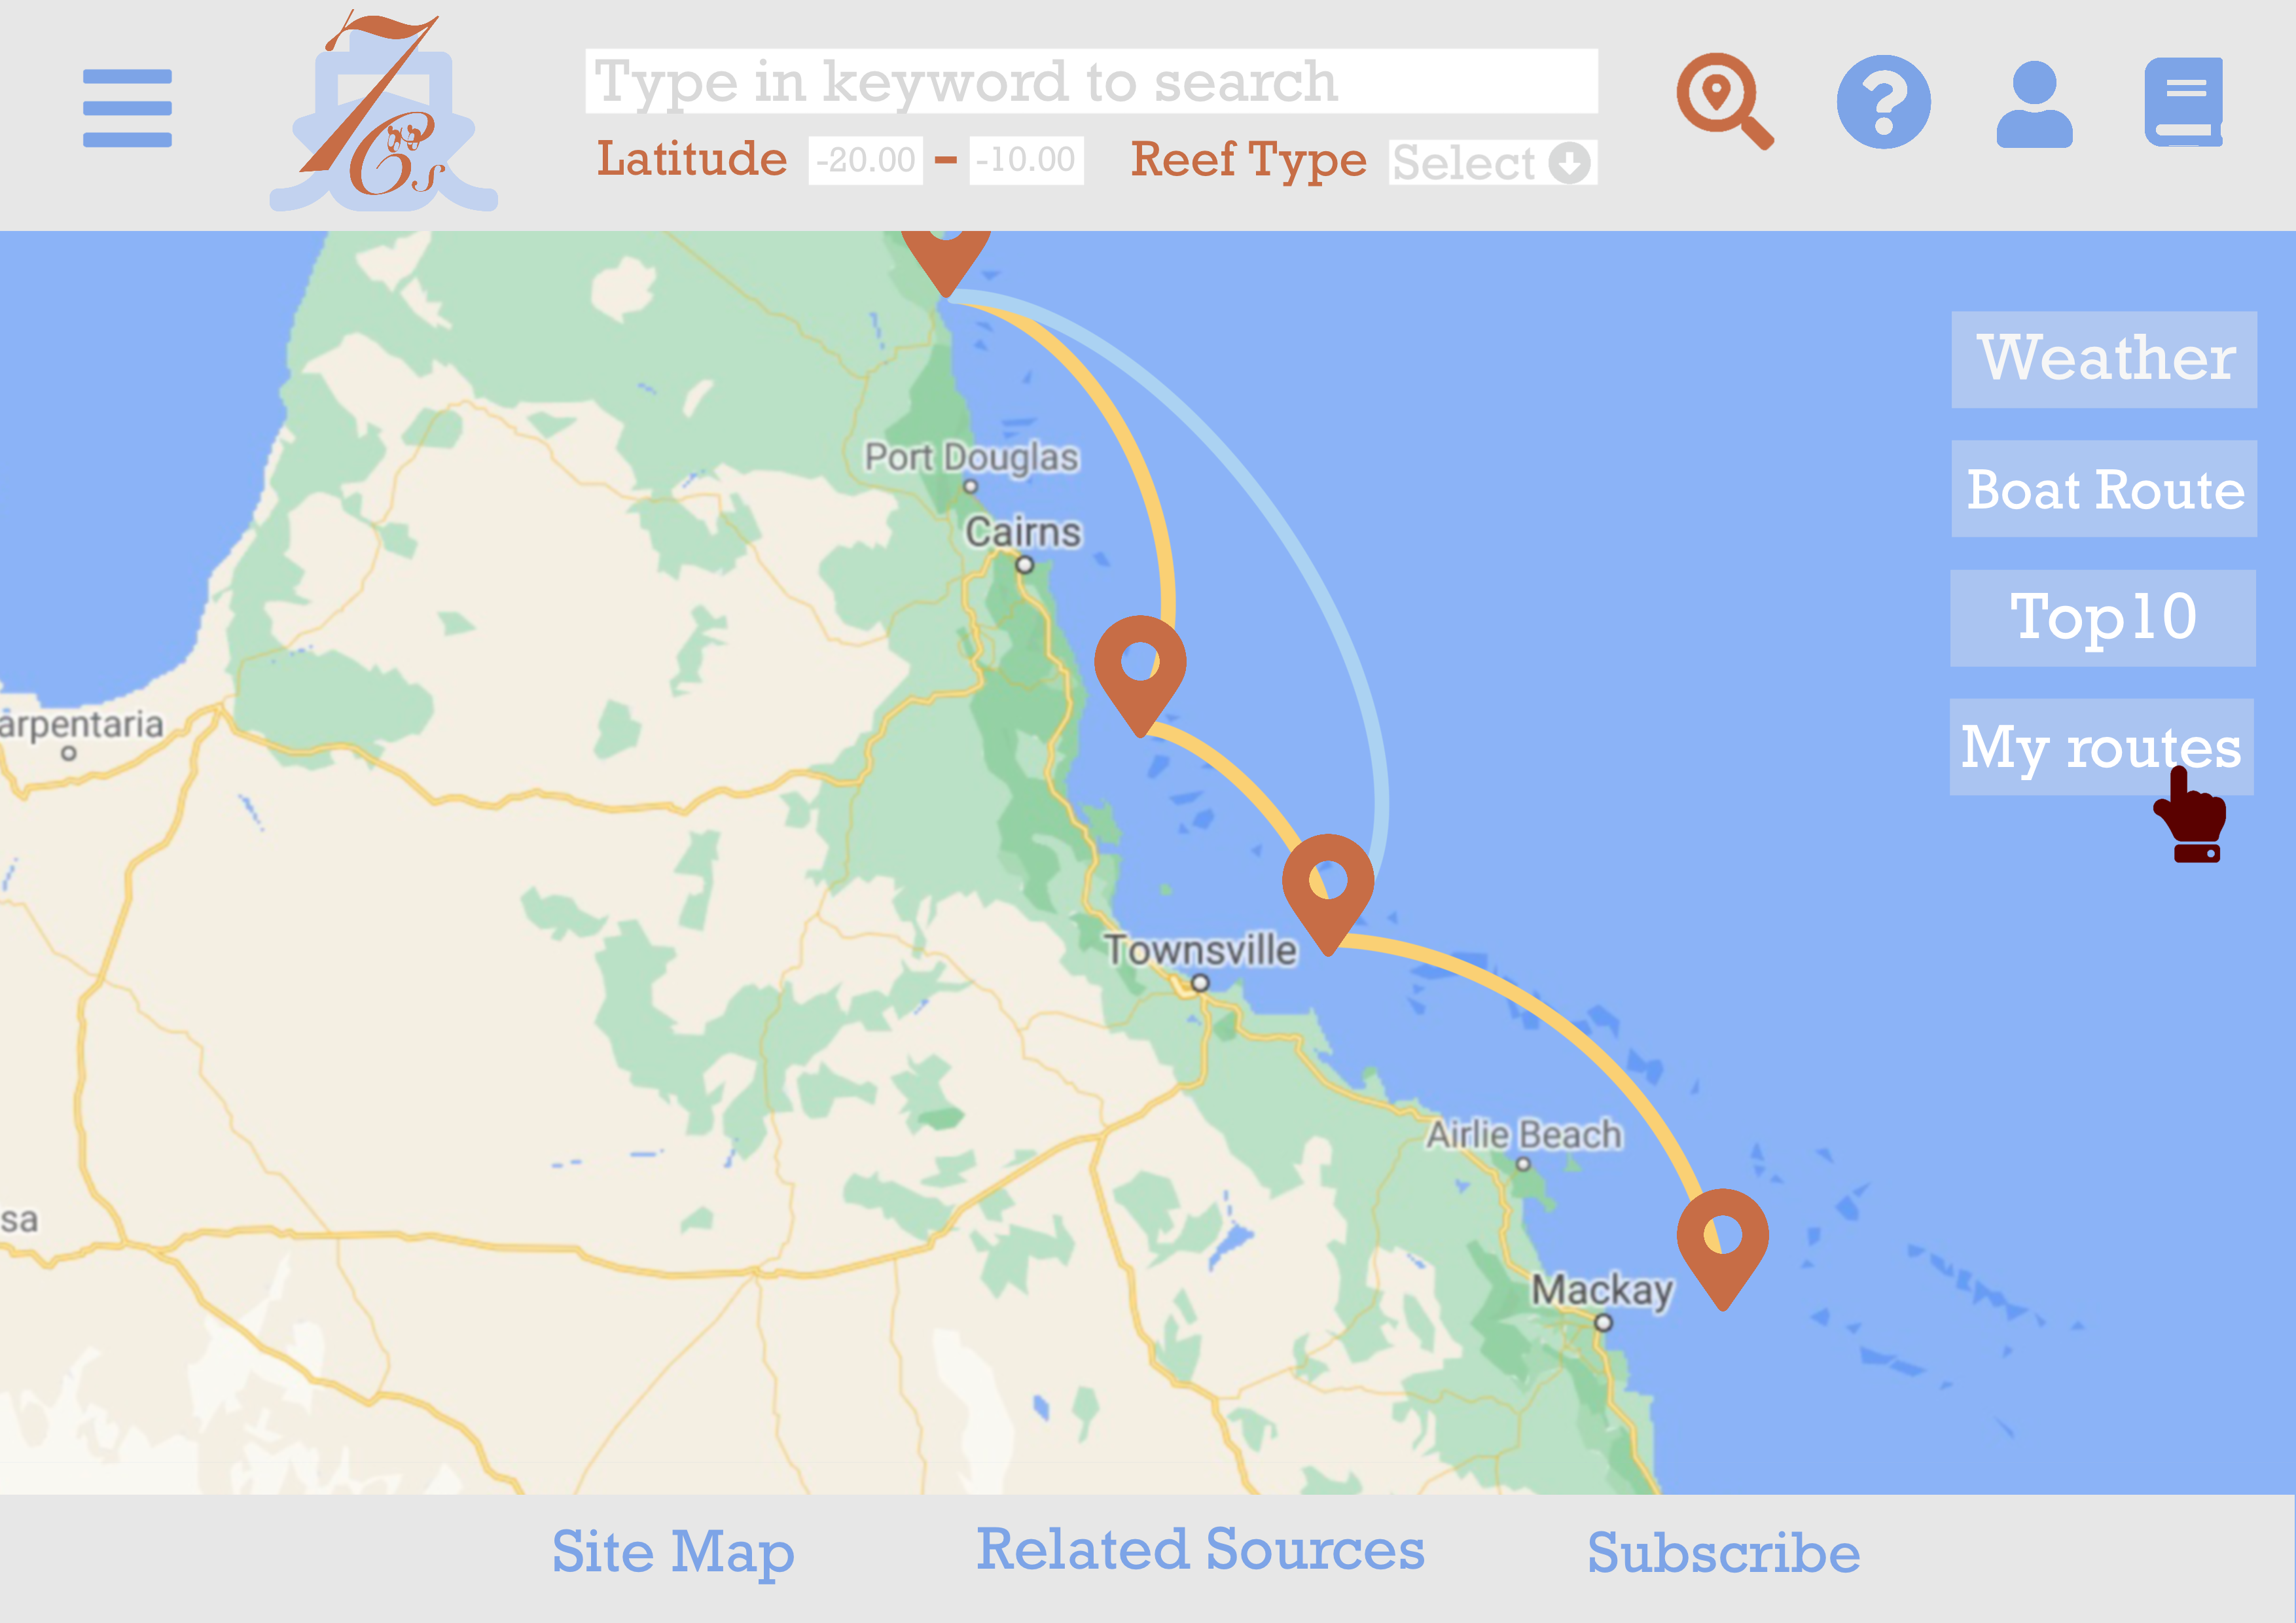 Type in keyword to search
Latitude -20.00 - -10.00 Reef Type Select
Weather
Boat Route
Port Douglas
Cairns
Top10
arpentaria
My routes
Townsville
Airlie Beach
sa
Mackay
Site Map Related Sources Subscribe